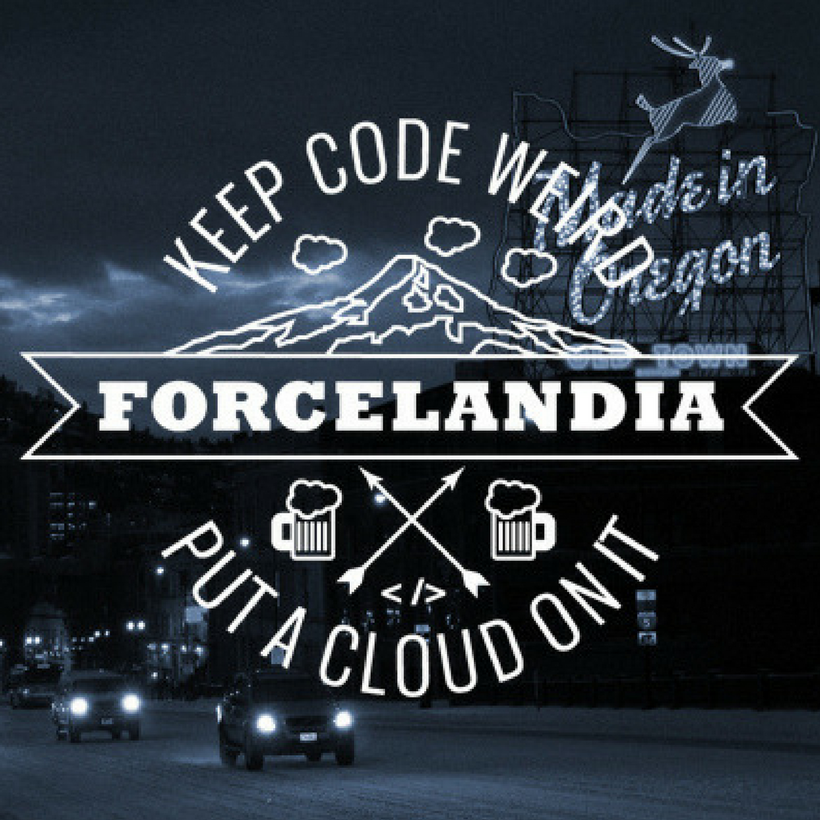 KEEP CODE WEIRD
Made in
Oregon
OLD TOWN
FORCELANDIA
</>
PUT A CLOUD ON IT